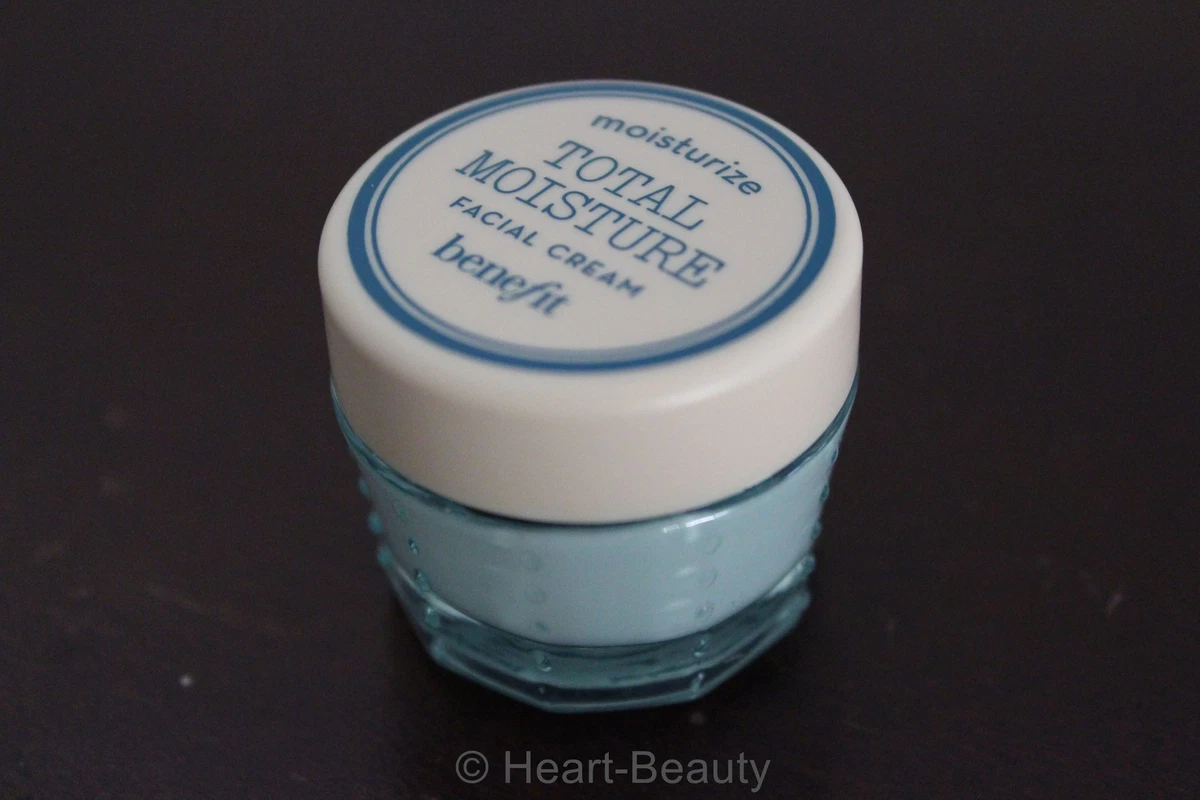 moisturize
TOTAL
MOISTURE
FACIAL CREAM
benefit
© Heart-Beauty